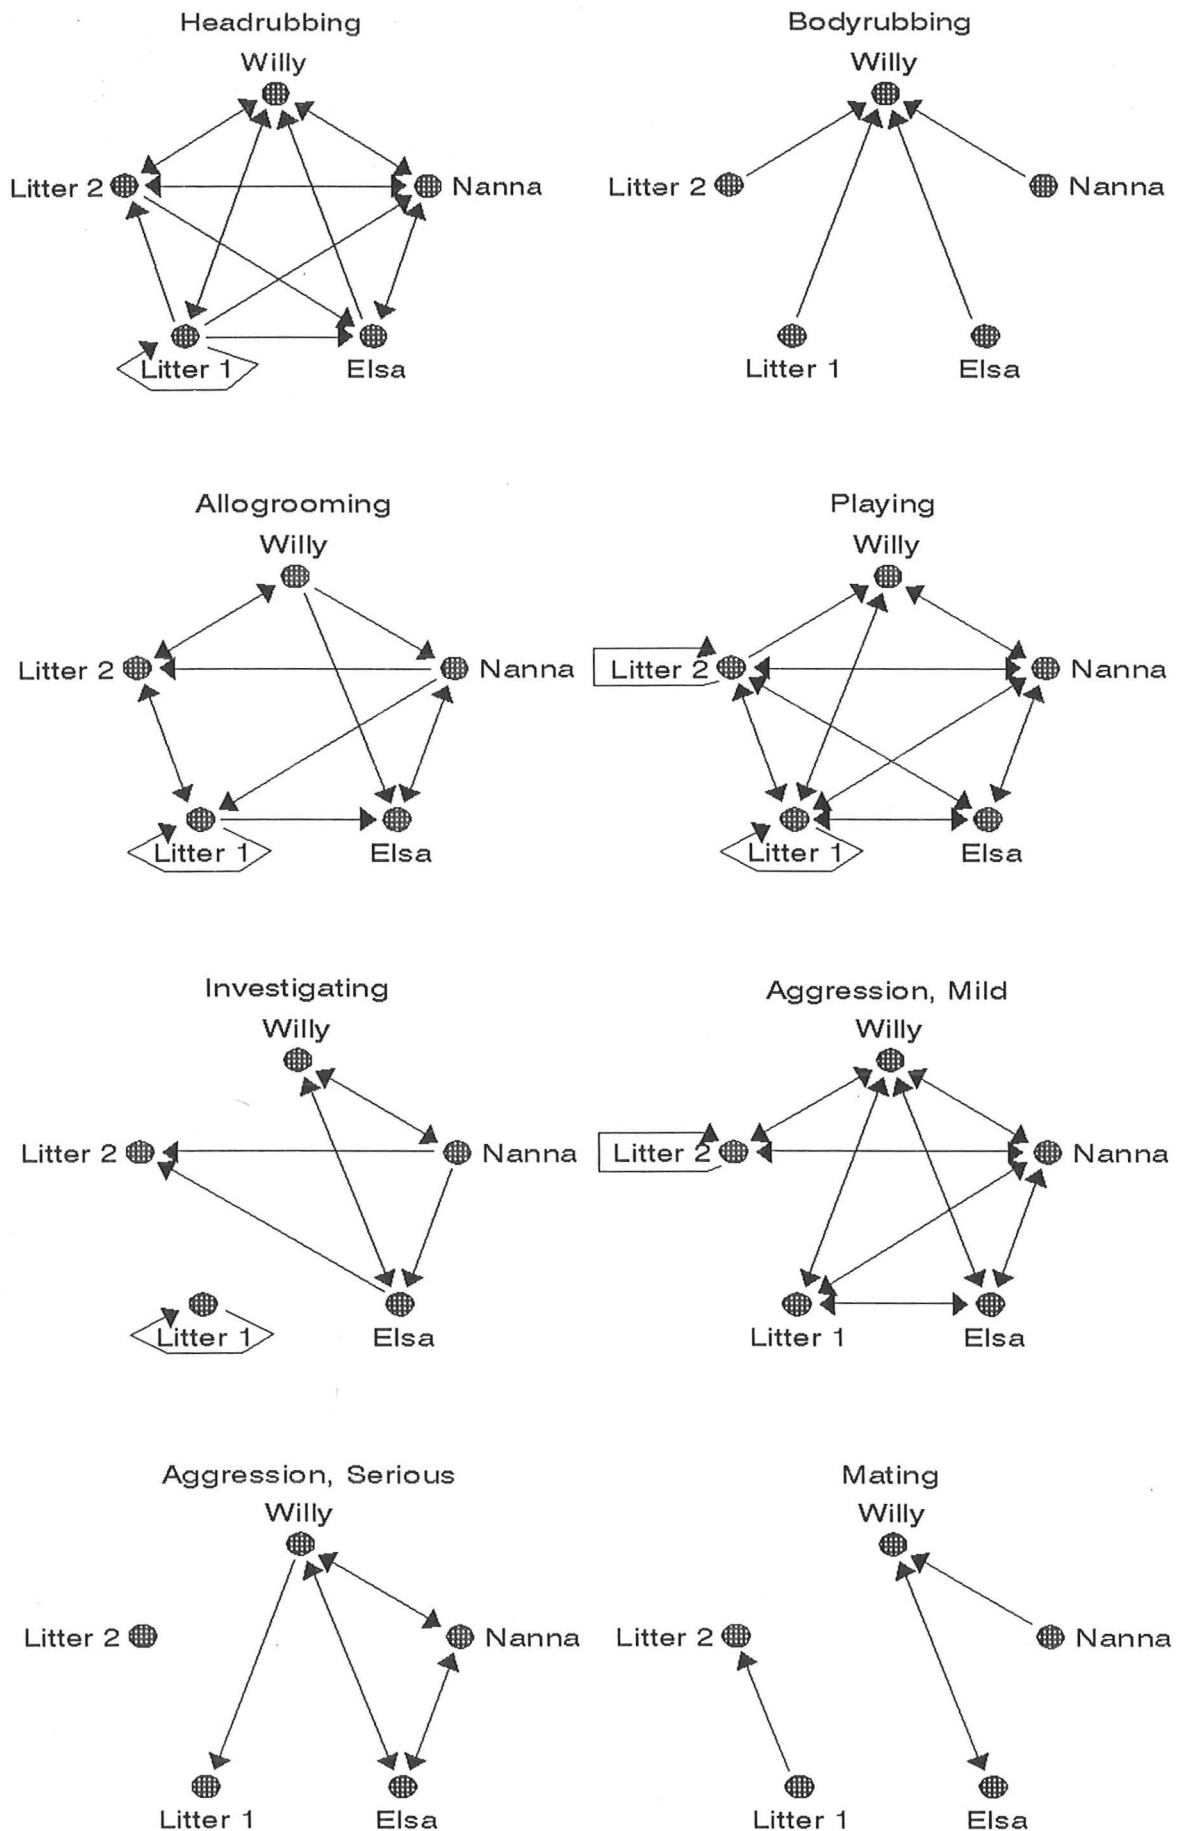 Headrubbing
Willy
Litter 2
Nanna
Litter 1
Elsa
Bodyrubbing
Willy
Litter 2
Nanna
Litter 1
Elsa
Allogrooming
Willy
Litter 2
Nanna
Litter 1
Elsa
Playing
Willy
Litter 2
Nanna
Litter 1
Elsa
Investigating
Willy
Litter 2
Nanna
Litter 1
Elsa
Aggression, Mild
Willy
Litter 2
Nanna
Litter 1
Elsa
Aggression, Serious
Willy
Litter 2
Nanna
Litter 1
Elsa
Mating
Willy
Litter 2
Nanna
Litter 1
Elsa